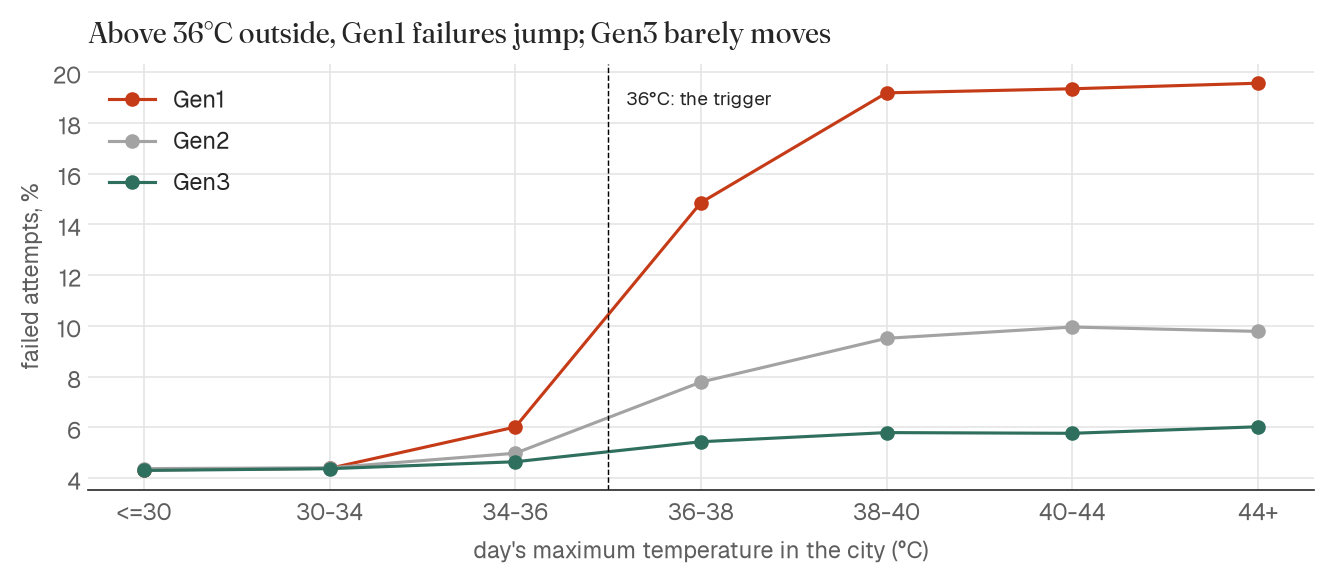 Above 36°C outside, Gen1 failures jump; Gen3 barely moves
failed attempts, %
20
18
16
14
12
10
8
6
4
Gen1
Gen2
Gen3
36°C: the trigger
<=30
30–34
34–36
36–38
38–40
40–44
44+
day's maximum temperature in the city (°C)